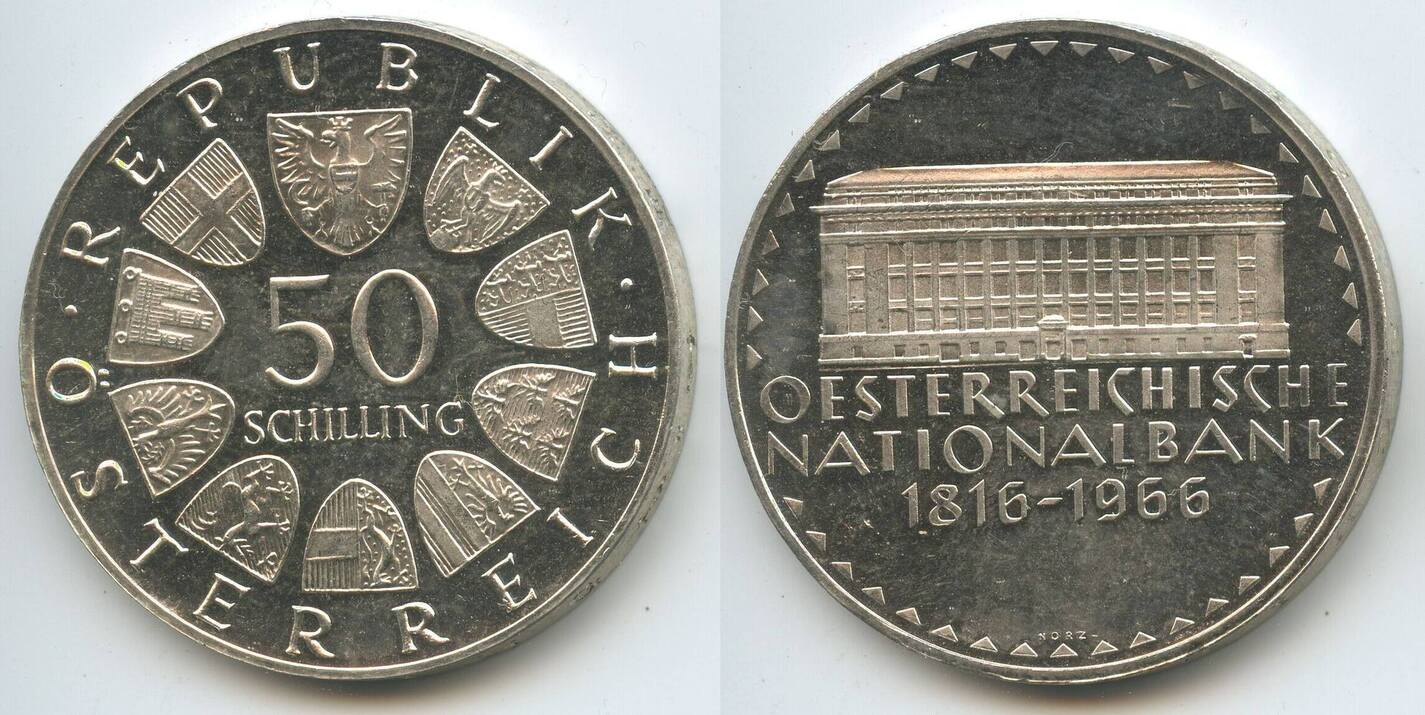 REPUBLIK · ÖSTERREICH ·
50
SCHILLING
OESTERREICHISCHE
NATIONALBANK
1816-1966
NORZ